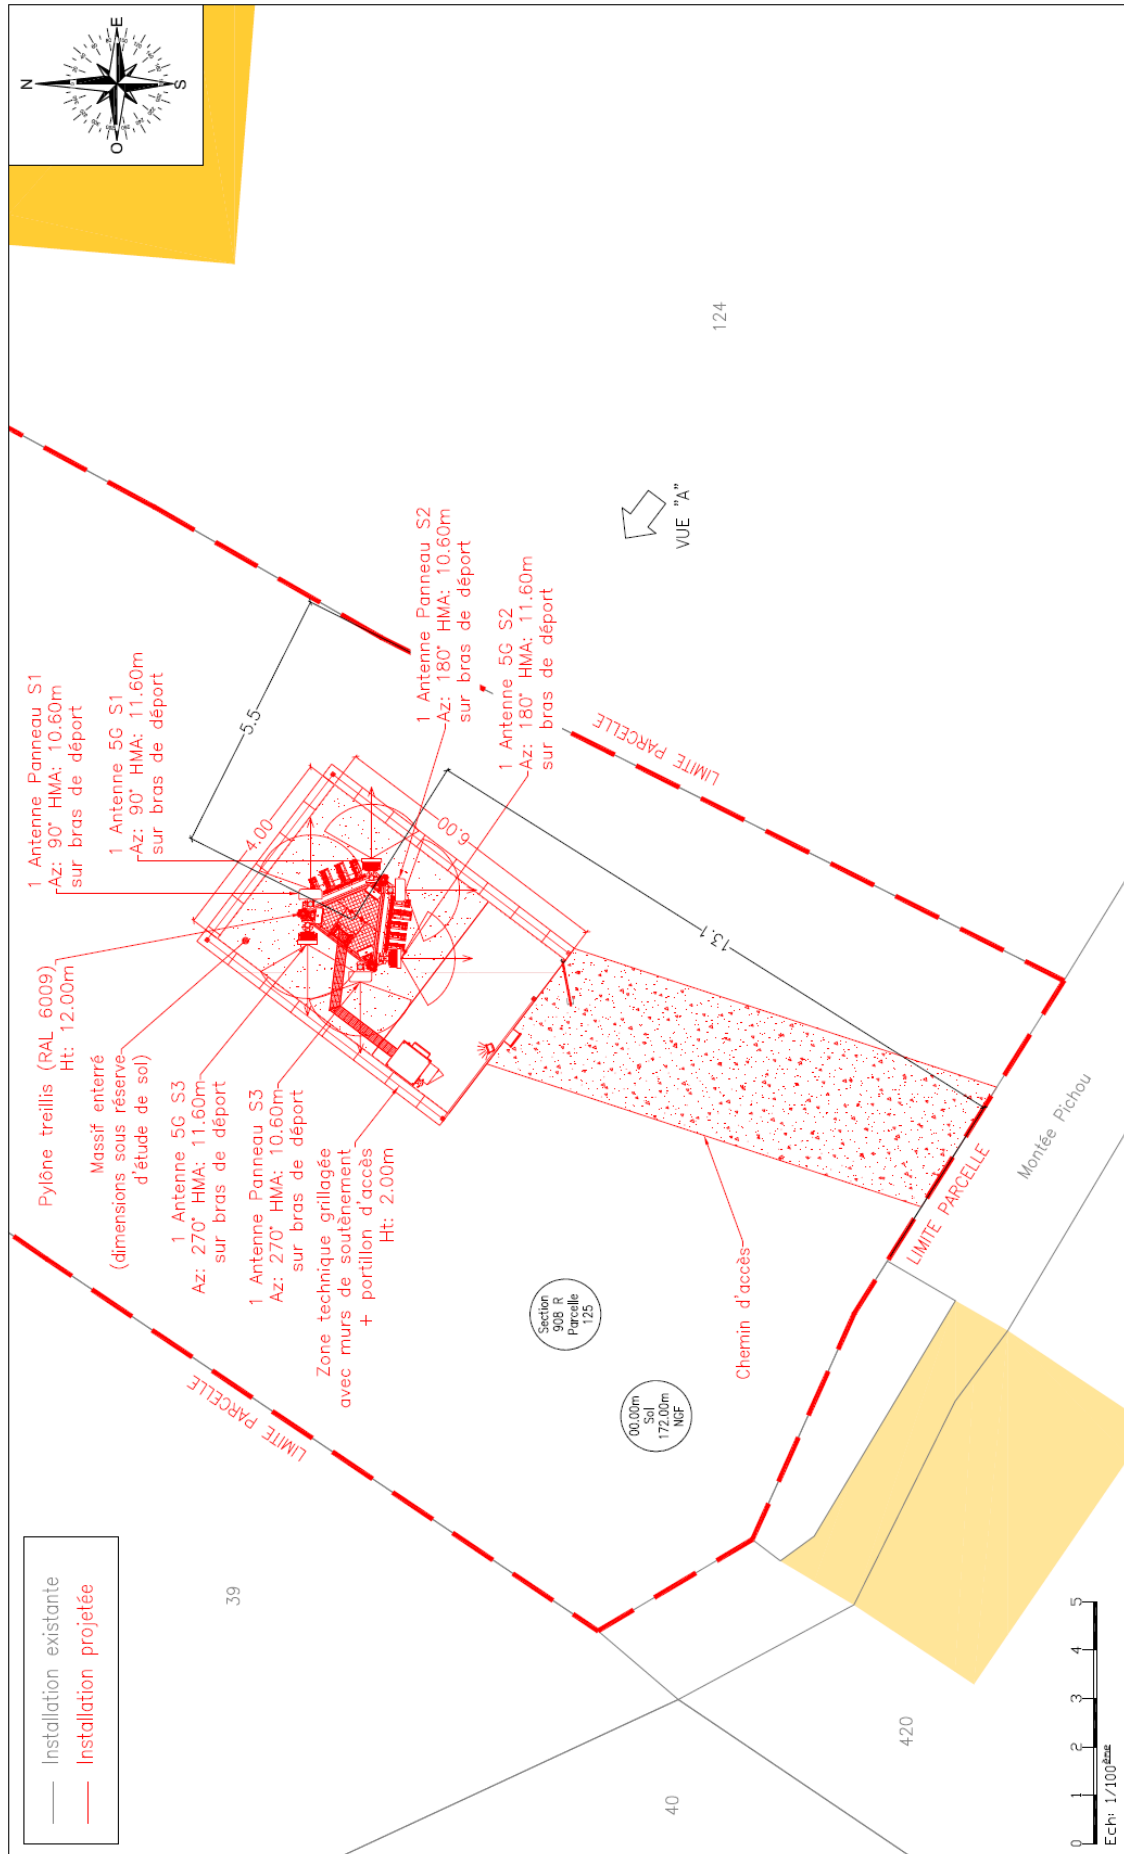 N
E
S
O
1 Antenne Panneau S1
Az: 90° HMA: 10.60m
sur bras de déport
1 Antenne 5G S1
Az: 90° HMA: 11.60m
sur bras de déport
Pylône treillis (RAL 6009)
Ht: 12.00m
Massif enterré
(dimensions sous réserve
d'étude de sol)
1 Antenne 5G S3
Az: 270° HMA: 11.60m
sur bras de déport
1 Antenne Panneau S3
Az: 270° HMA: 10.60m
sur bras de déport
Zone technique grillagée
avec murs de soutènement
+ portillon d'accès
Ht: 2.00m
1 Antenne Panneau S2
Az: 180° HMA: 10.60m
sur bras de déport
1 Antenne 5G S2
Az: 180° HMA: 11.60m
sur bras de déport
5.5
4.00
6.00
13.1
VUE "A"
124
LIMITE PARCELLE
LIMITE PARCELLE
LIMITE PARCELLE
Montée Pichou
Chemin d'accès
Section
908 R
Parcelle
125
00.00m
Sol
172.00m
NGF
39
40
420
Installation existante
Installation projetée
0 1 2 3 4 5
Ech: 1/100ème